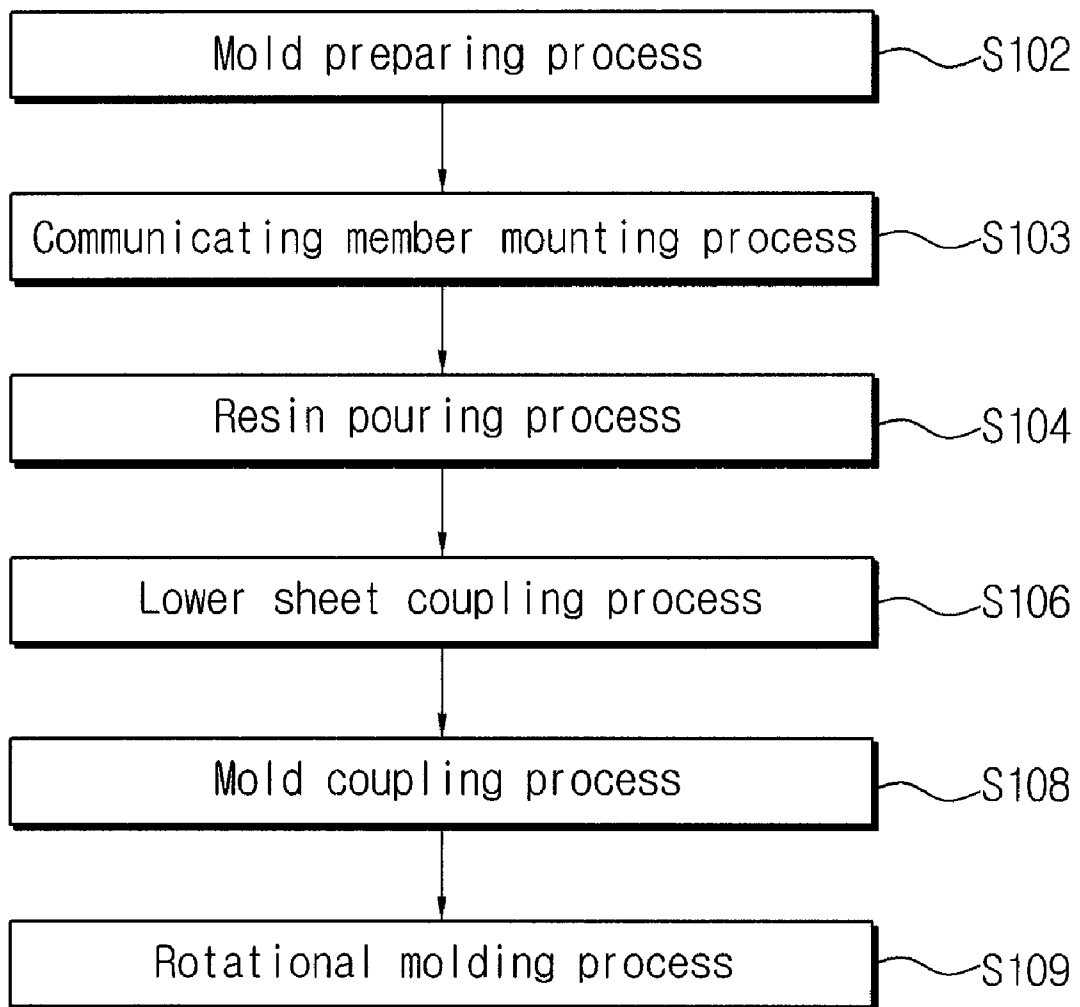 Mold preparing process
S102
Communicating member mounting process
S103
Resin pouring process
S104
Lower sheet coupling process
S106
Mold coupling process
S108
Rotational molding process
S109